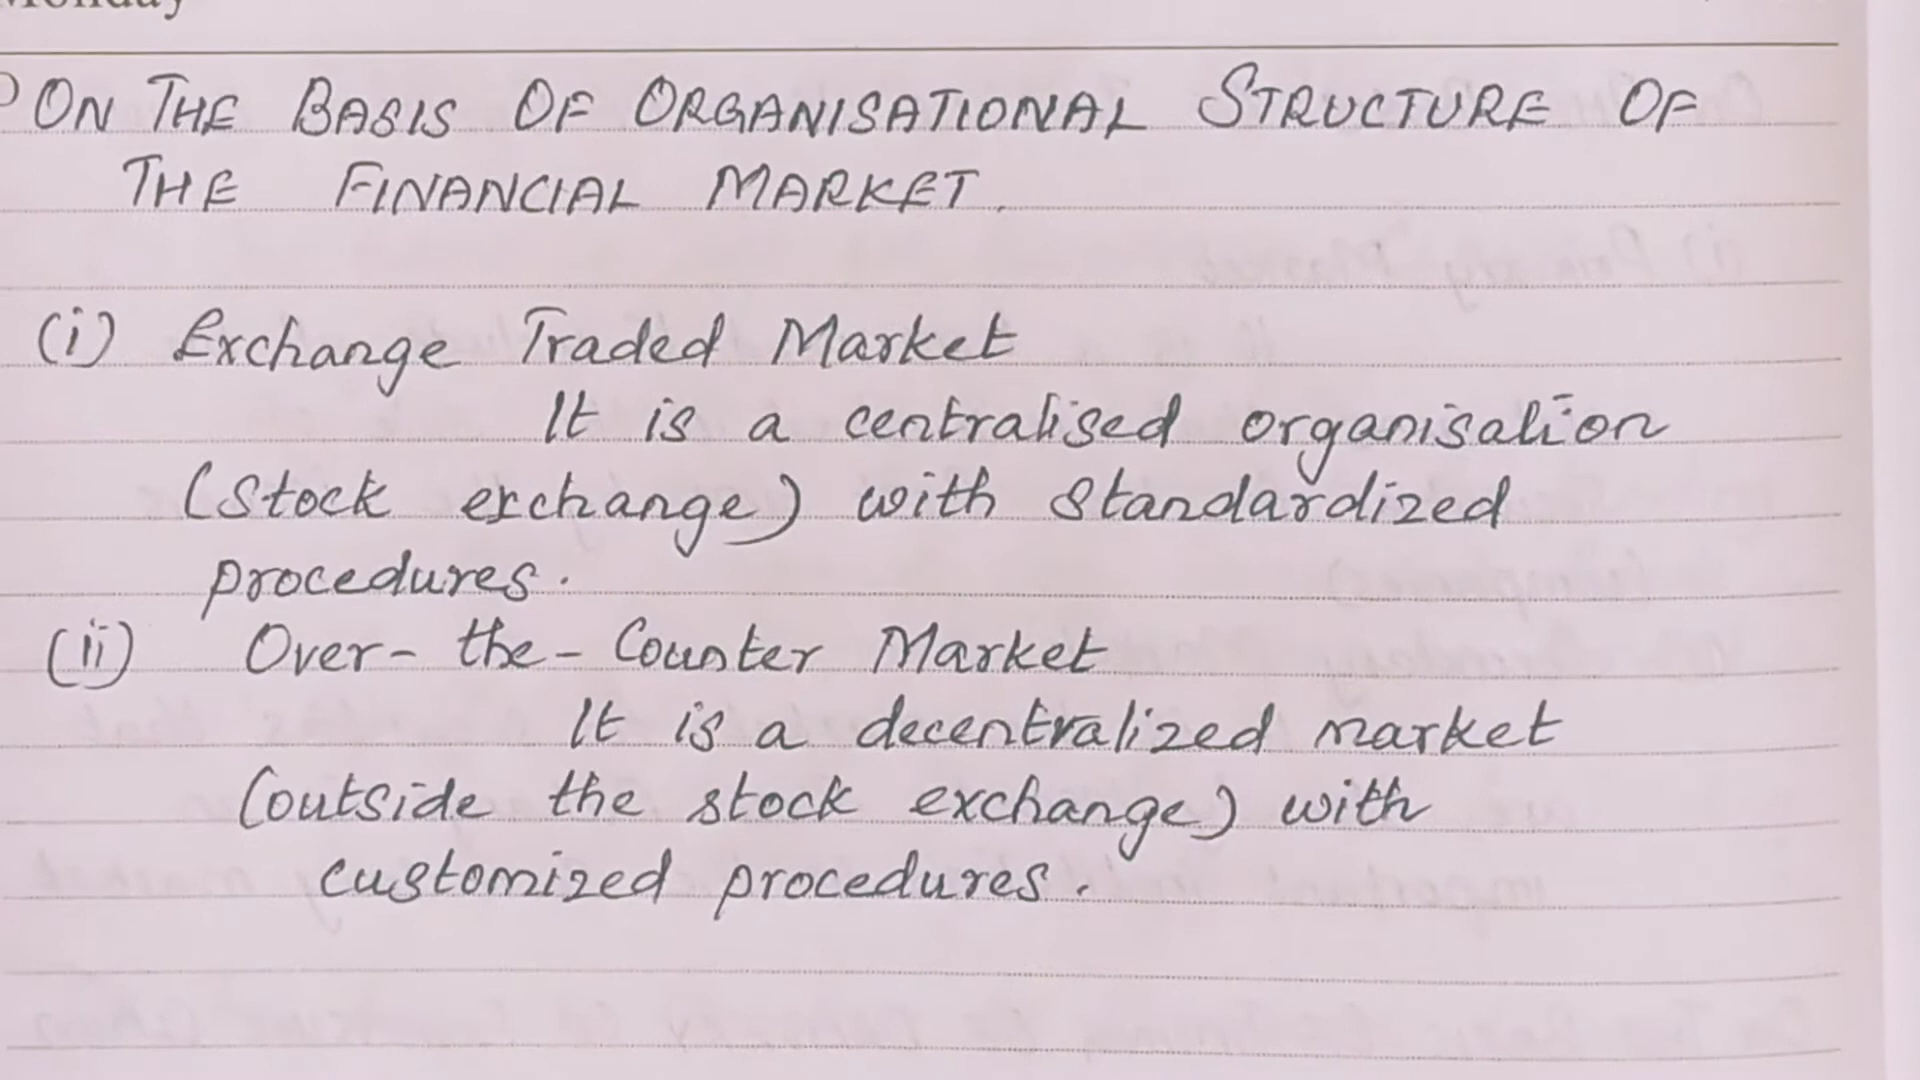 Monday
ON THE BASIS OF ORGANISATIONAL STRUCTURE OF
THE FINANCIAL MARKET.
(i) Exchange Traded Market
It is a centralised organisation
(Stock exchange) with standardized
procedures.
(ii) Over-the-Counter Market
It is a decentralized market
(outside the stock exchange) with
customized procedures.